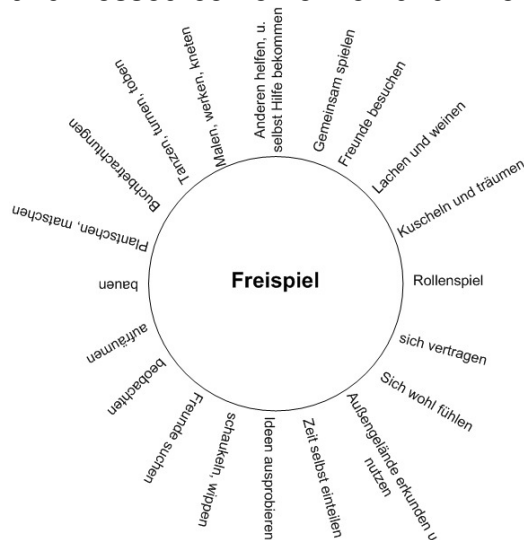 Anderen helfen, u.
selbst Hilfe bekommen
Gemeinsam spielen
Freunde besuchen
Lachen und weinen
Kuscheln und träumen
Rollenspiel
sich vertragen
Sich wohl fühlen
Außengelände erkunden u
nutzen
Zeit selbst einteilen
Ideen ausprobieren
schaukeln, wippen
Freunde suchen
beobachten
aufräumen
bauen
Plantschen, matschen
Buchbetrachtungen
Tanzen, turnen, toben
Malen, werken, kneten
Freispiel